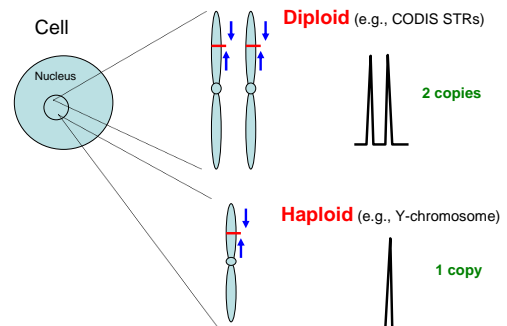 Cell
Nucleus
Diploid (e.g., CODIS STRs)
2 copies
Haploid (e.g., Y-chromosome)
1 copy